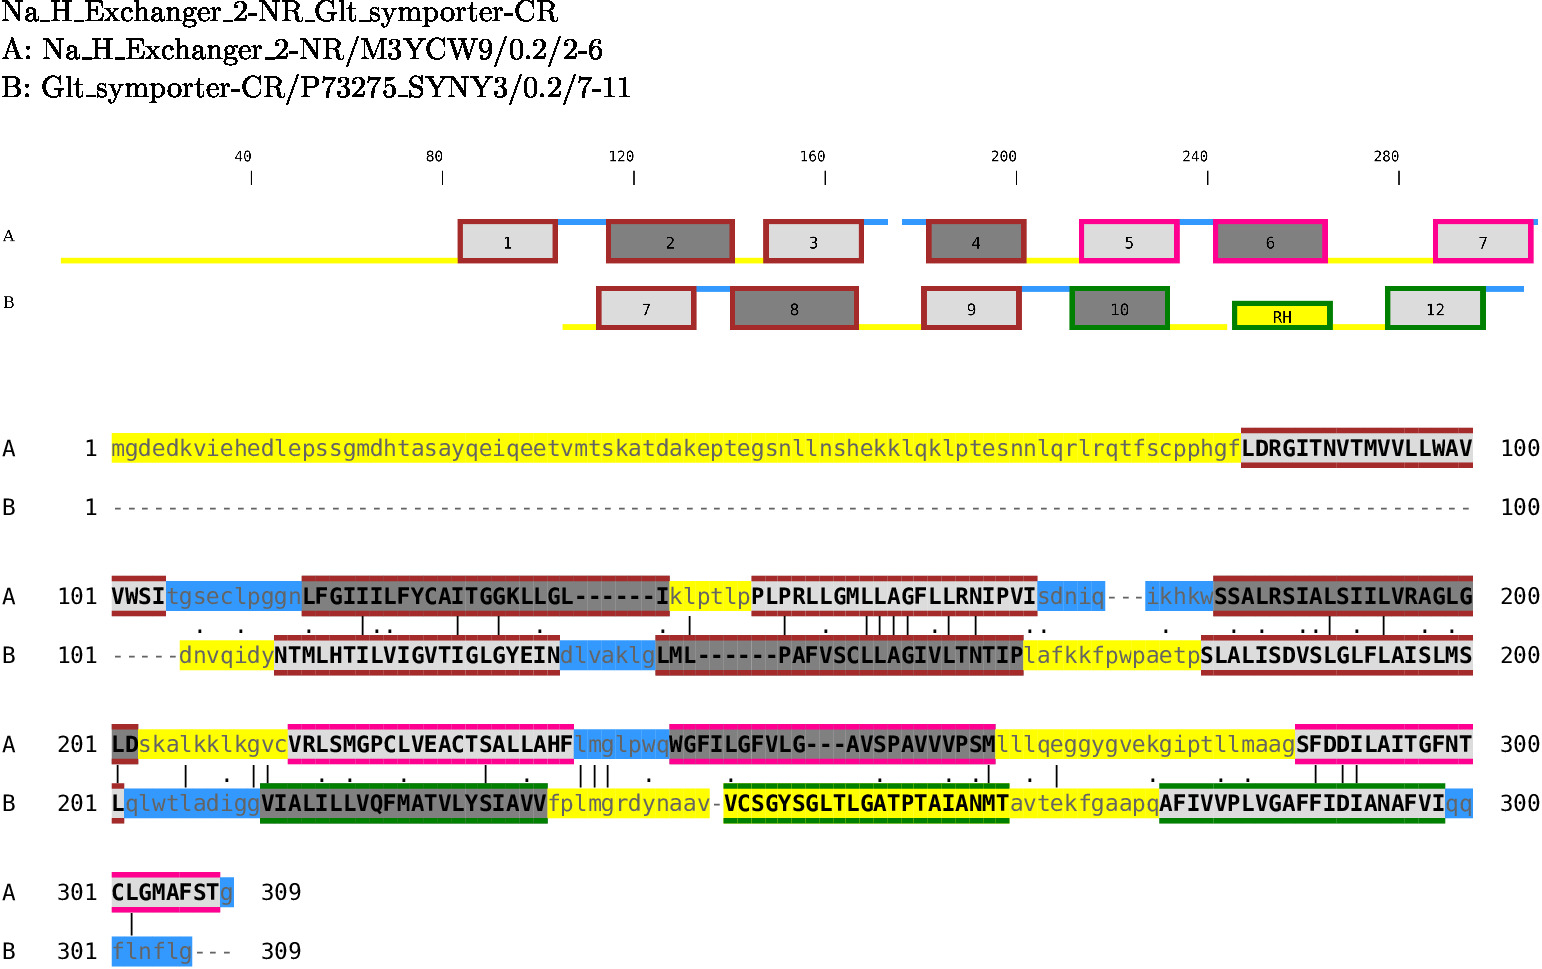 Na_H_Exchanger_2-NR_Glt_symporter-CR
A: Na_H_Exchanger_2-NR/M3YCW9/0.2/2-6
B: Glt_symporter-CR/P73275_SYNY3/0.2/7-11
40 80 120 160 200 240 280
A 1 2 3 4 5 6 7
B 7 8 9 10 RH 12
A 1 mgdedkviehedlepssgmdhtasayqeiqeetvmtskatdakeptegsnllnshekklqklptesnnlqrlrqtfscpphgfLDRGITNVTMVVLLWAV 100
B 1 ---------------------------------------------------------------------------------------------------- 100
A 101 VWSItgseclpggnLFGIIILFYCAITGGKLLGL------IklptlpPLPRLLGMLLAGFLLRNIPVIsdniq---ikhkwSSALRSIALSIILVRAGLG 200
B 101 -----dnvqidyNTMLHTILVIGVTIGLGYEINdlvaklgLML------PAFVSCLLAGIVLTNTIPlafkkfpwpaetpSLALISDVSLGLFLAISLMS 200
A 201 LDskalkklkgvcVRLSMGPCLVEACTSALLAHFlmglpwqWGFILGFVLG---AVSPAVVVPSMlllqeggygvekgiptllmaagSFDDILAITGFNT 300
B 201 LqlwtladiggVIALILLVQFMATVLYSIAVVfplmgrdynaav-VCSGYSGLTLGATPTAIANMTavtekfgaapqAFIVVPLVGAFFIDIANAFVIqq 300
A 301 CLGMAFSTg 309
B 301 flnflg--- 309